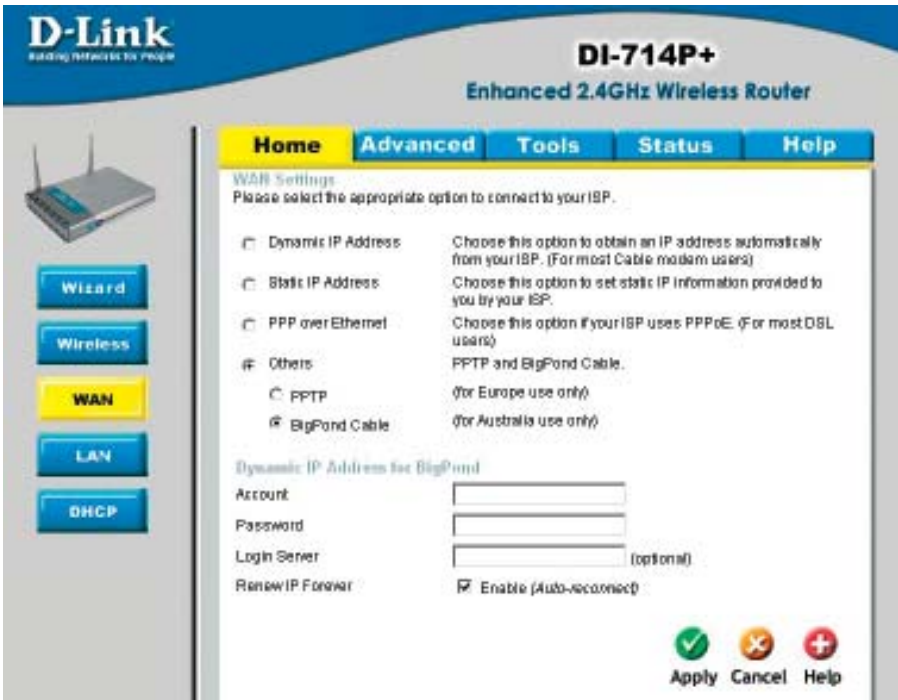 D-Link
Building Networks for People
DI-714P+
Enhanced 2.4GHz Wireless Router
Home Advanced Tools Status Help
WAN Settings
Please select the appropriate option to connect to your ISP.
Dynamic IP Address Choose this option to obtain an IP address automatically
from your ISP. (For most Cable modem users)
Static IP Address Choose this option to set static IP information provided to
you by your ISP.
PPP over Ethernet Choose this option if your ISP uses PPPoE. (For most DSL
users)
Others PPTP and BigPond Cable.
PPTP (for Europe use only)
BigPond Cable (for Australia use only)
Dynamic IP Address for BigPond
Account
Password
Login Server (optional)
Renew IP Forever Enable (Auto-reconnect)
Wizard
Wireless
WAN
LAN
DHCP
Apply Cancel Help